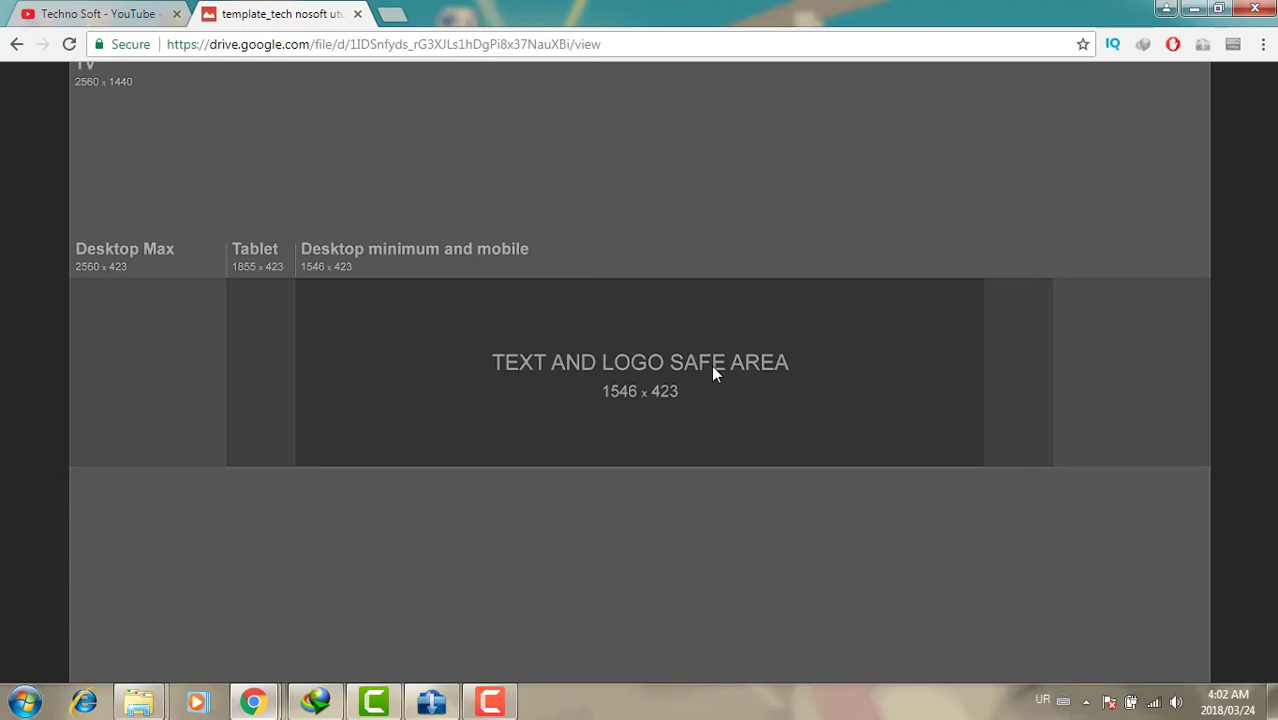 Techno Soft - YouTube -
template_tech nosoft utu
Secure
https://drive.google.com/file/d/1IDSnfyds_rG3XJLs1hDgPi8x37NauXBi/view
IQ
TV
2560 x 1440
Desktop Max
Tablet
Desktop minimum and mobile
2560 x 423
1855 x 423
1546 x 423
TEXT AND LOGO SAFE AREA
1546 x 423
UR
4:02 AM
2018/03/24